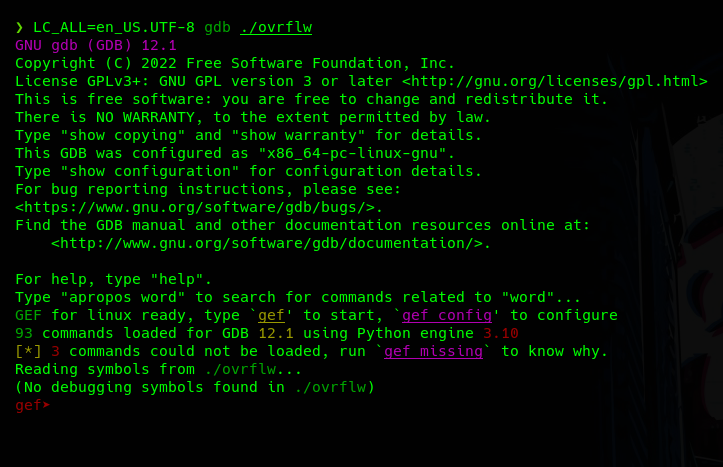 ❯ LC_ALL=en_US.UTF-8 gdb ./ovrflw
GNU gdb (GDB) 12.1
Copyright (C) 2022 Free Software Foundation, Inc.
License GPLv3+: GNU GPL version 3 or later <http://gnu.org/licenses/gpl.html>
This is free software: you are free to change and redistribute it.
There is NO WARRANTY, to the extent permitted by law.
Type "show copying" and "show warranty" for details.
This GDB was configured as "x86_64-pc-linux-gnu".
Type "show configuration" for configuration details.
For bug reporting instructions, please see:
<https://www.gnu.org/software/gdb/bugs/>.
Find the GDB manual and other documentation resources online at:
    <http://www.gnu.org/software/gdb/documentation/>.

For help, type "help".
Type "apropos word" to search for commands related to "word"...
GEF for linux ready, type `gef' to start, `gef config' to configure
93 commands loaded for GDB 12.1 using Python engine 3.10
[*] 3 commands could not be loaded, run `gef missing` to know why.
Reading symbols from ./ovrflw...
(No debugging symbols found in ./ovrflw)
gef➤